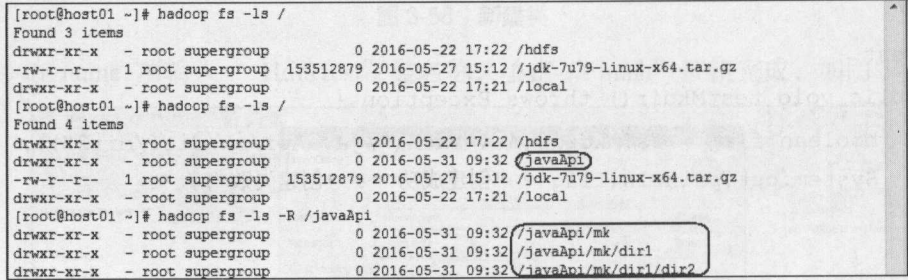 [root@host01 ~]# hadoop fs -ls /
Found 3 items
drwxr-xr-x   - root supergroup          0 2016-05-22 17:22 /hdfs
-rw-r--r--   1 root supergroup  153512879 2016-05-27 15:12 /jdk-7u79-linux-x64.tar.gz
drwxr-xr-x   - root supergroup          0 2016-05-22 17:21 /local
[root@host01 ~]# hadoop fs -ls /
Found 4 items
drwxr-xr-x   - root supergroup          0 2016-05-22 17:22 /hdfs
drwxr-xr-x   - root supergroup          0 2016-05-31 09:32 /javaApi
-rw-r--r--   1 root supergroup  153512879 2016-05-27 15:12 /jdk-7u79-linux-x64.tar.gz
drwxr-xr-x   - root supergroup          0 2016-05-22 17:21 /local
[root@host01 ~]# hadoop fs -ls -R /javaApi
drwxr-xr-x   - root supergroup          0 2016-05-31 09:32 /javaApi/mk
drwxr-xr-x   - root supergroup          0 2016-05-31 09:32 /javaApi/mk/dir1
drwxr-xr-x   - root supergroup          0 2016-05-31 09:32 /javaApi/mk/dir1/dir2